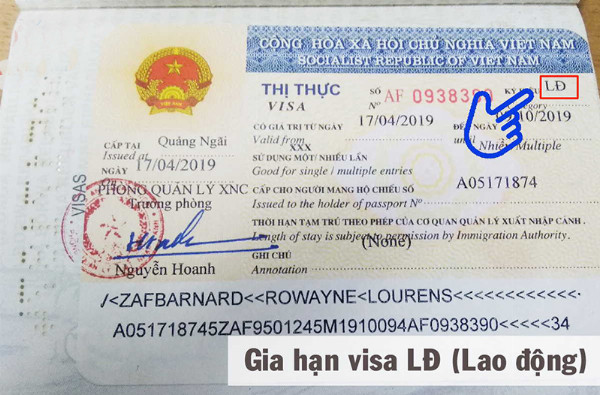 CỘNG HÒA XÃ HỘI CHỦ NGHĨA VIỆT NAM
SOCIALIST REPUBLIC OF VIET NAM
THỊ THỰC
VISA
SỐ
Nº AF 0938390
LĐ
CÓ GIÁ TRỊ TỪ NGÀY 17/04/2019 ĐẾN NGÀY 10/2019
Valid from until
CẤP TẠI Quảng Ngãi
Issued at
NGÀY 17/04/2019
on
XXX Nhiều Multiple
SỬ DỤNG MỘT/NHIỀU LẦN
Good for single / multiple entries
PHÒNG QUẢN LÝ XNC
Trưởng phòng
CẤP CHO NGƯỜI MANG HỘ CHIẾU SỐ A05171874
Issued to the holder of passport Nº
THỜI HẠN TẠM TRÚ THEO PHÉP CỦA CƠ QUAN QUẢN LÝ XUẤT NHẬP CẢNH.
Length of stay is subject to permission by Immigration Authority.
(None)
GHI CHÚ
Annotation
Nguyễn Hoanh
VISAS
<ZAFBARNARD<<ROWAYNE<LOURENS<<<<<<<<<<<<
A051718745ZAF9501245M1910094AF0938390<<<<<34
Gia hạn visa LĐ (Lao động)